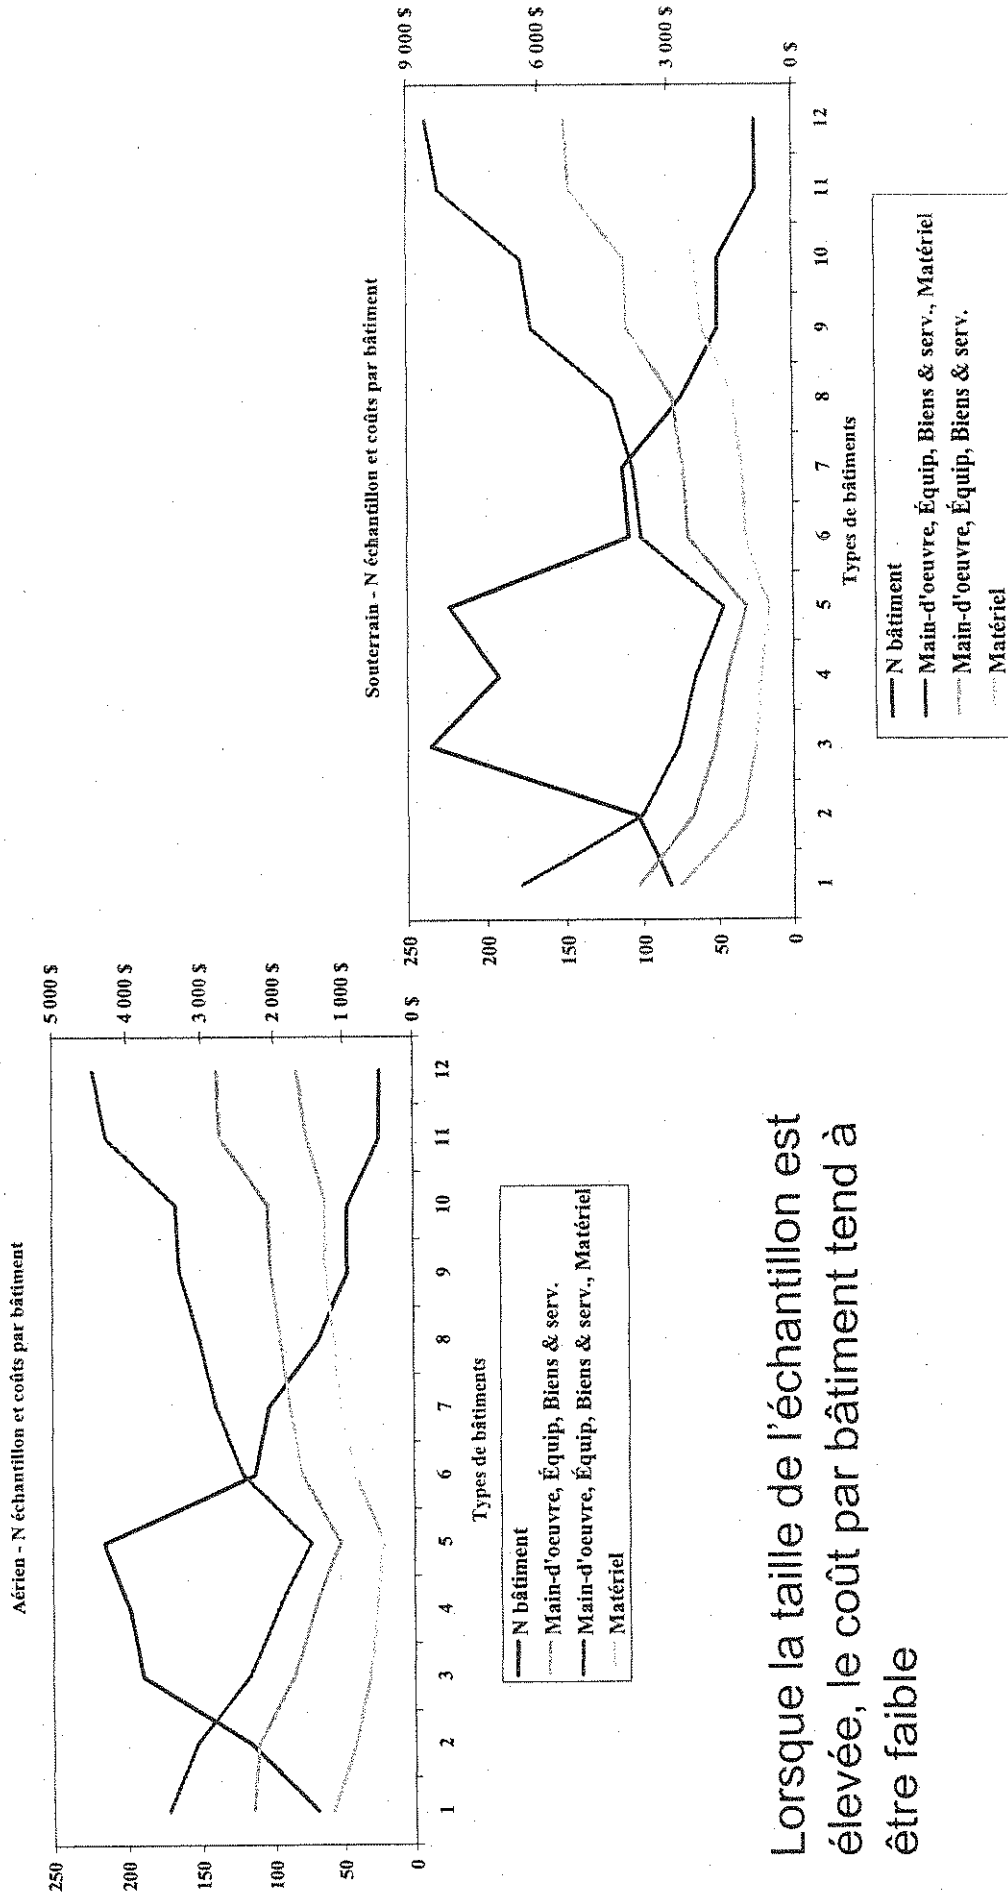 Aérien - N échantillon et coûts par bâtiment
250
200
150
100
50
0
5 000 $
4 000 $
3 000 $
2 000 $
1 000 $
0 $
1 2 3 4 5 6 7 8 9 10 11 12
Types de bâtiments
N bâtiment
Main-d'oeuvre, Équip, Biens & serv.
Main-d'oeuvre, Équip, Biens & serv., Matériel
Matériel
Souterrain - N échantillon et coûts par bâtiment
250
200
150
100
50
0
9 000 $
6 000 $
3 000 $
0 $
1 2 3 4 5 6 7 8 9 10 11 12
Types de bâtiments
N bâtiment
Main-d'oeuvre, Équip, Biens & serv., Matériel
Main-d'oeuvre, Équip, Biens & serv.
Matériel
Lorsque la taille de l'échantillon est
élevée, le coût par bâtiment tend à
être faible